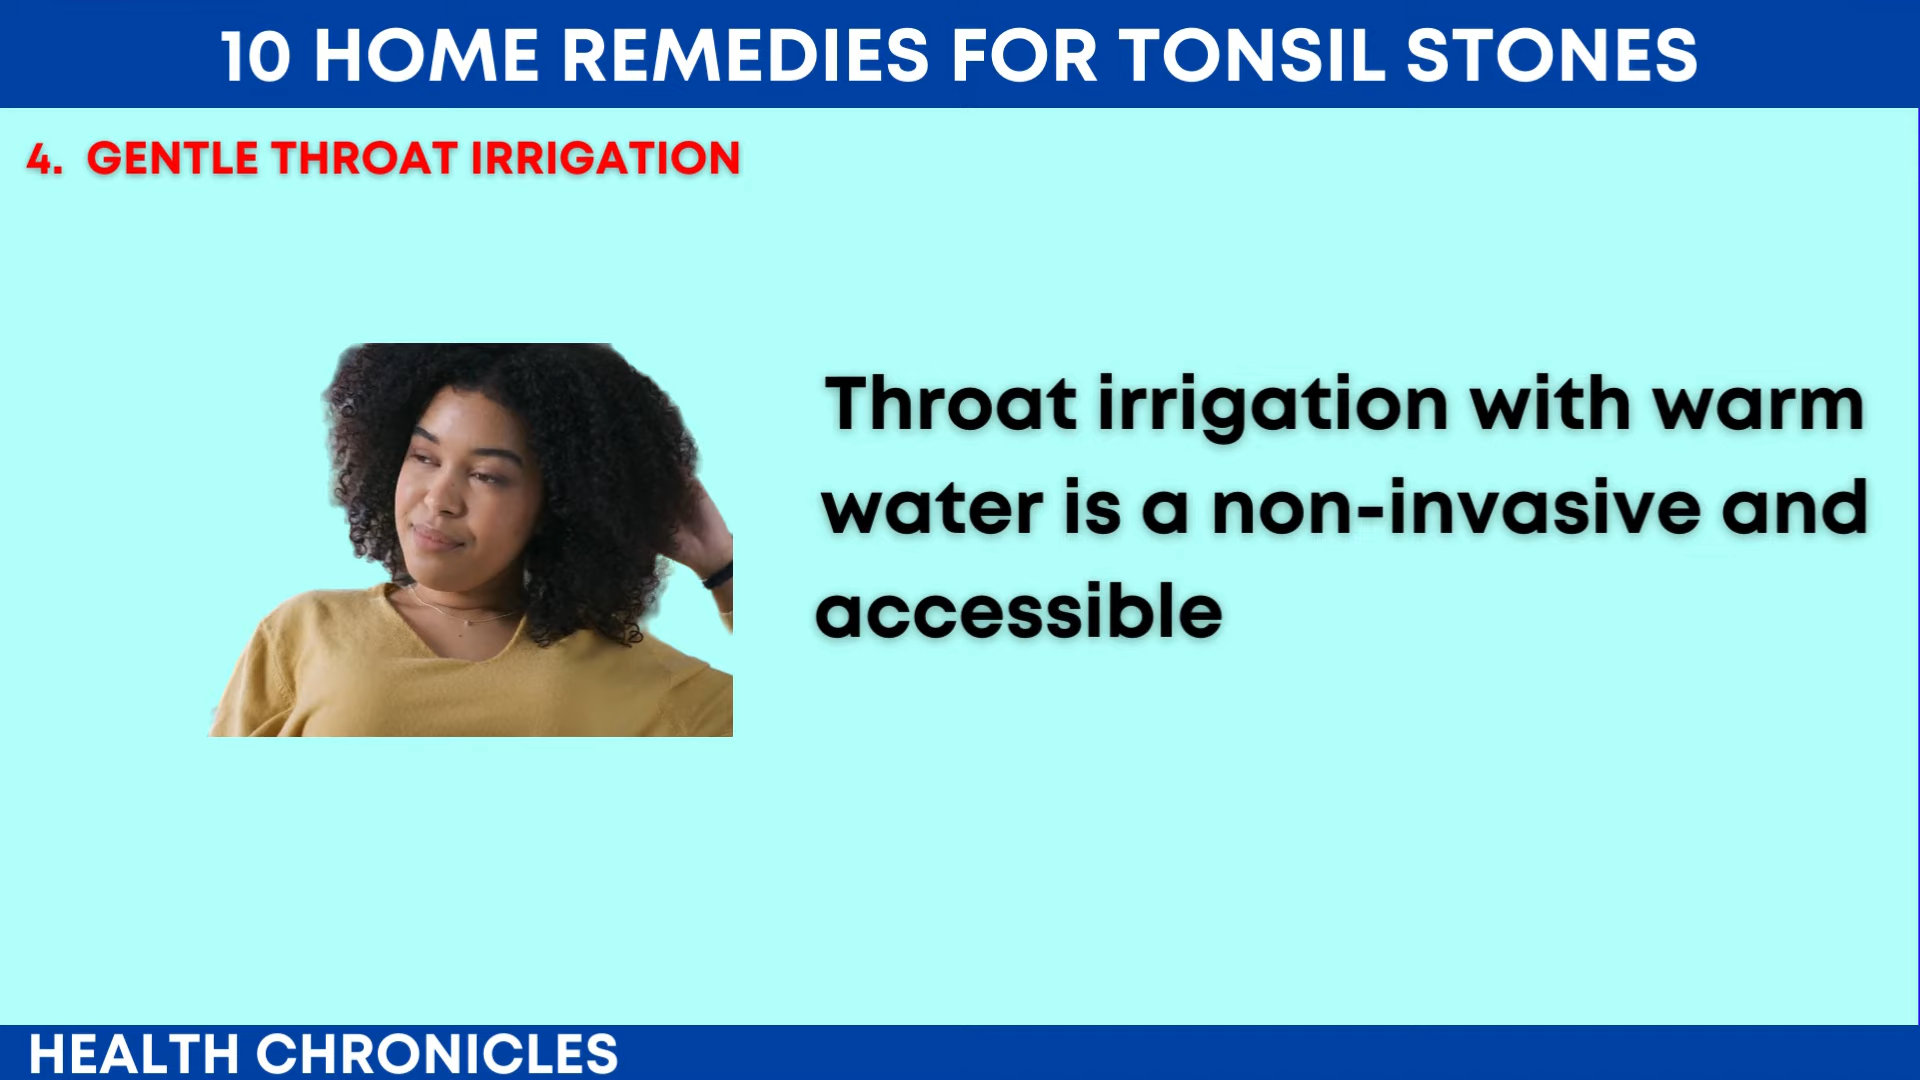 10 HOME REMEDIES FOR TONSIL STONES
4. GENTLE THROAT IRRIGATION
Throat irrigation with warm
water is a non-invasive and
accessible
HEALTH CHRONICLES